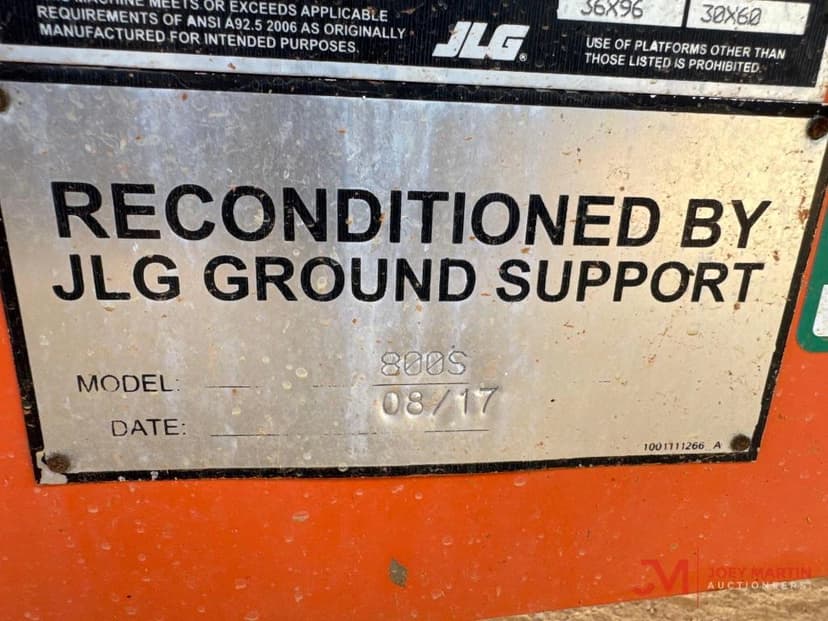 MACHINE MEETS OR EXCEEDS APPLICABLE
REQUIREMENTS OF ANSI A92.5 2006 AS ORIGINALLY
MANUFACTURED FOR INTENDED PURPOSES.
JLG®
36X96 30X60
USE OF PLATFORMS OTHER THAN
THOSE LISTED IS PROHIBITED
RECONDITIONED BY
JLG GROUND SUPPORT
MODEL: 800S
DATE: 08/17
1001111266 A
JM JOEY MARTIN
AUCTIONEERS